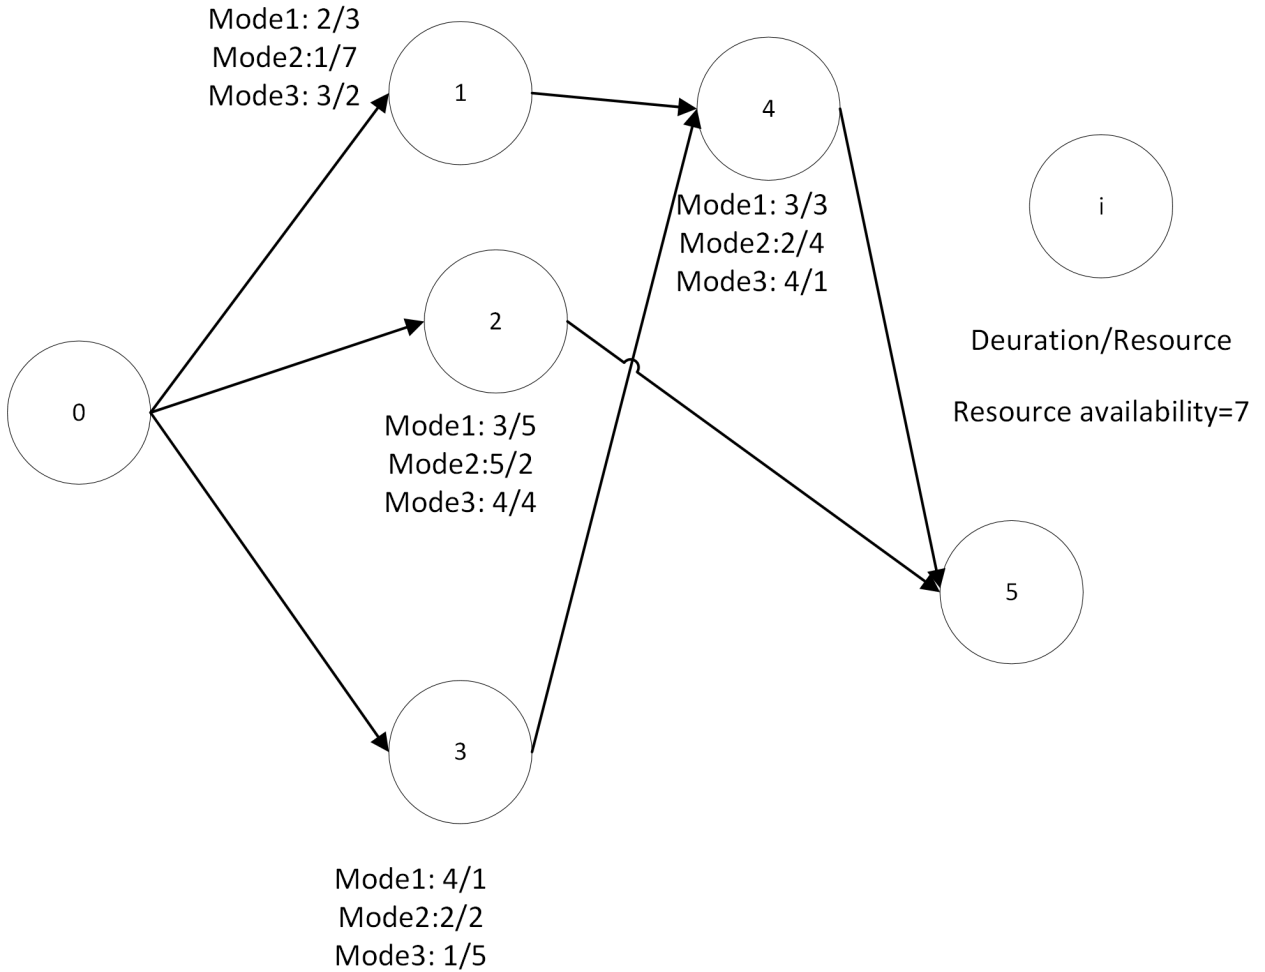 Mode1: 2/3
Mode2:1/7
Mode3: 3/2
1
4
Mode1: 3/3
Mode2:2/4
Mode3: 4/1
i
Deuration/Resource
Resource availability=7
2
Mode1: 3/5
Mode2:5/2
Mode3: 4/4
0
5
3
Mode1: 4/1
Mode2:2/2
Mode3: 1/5